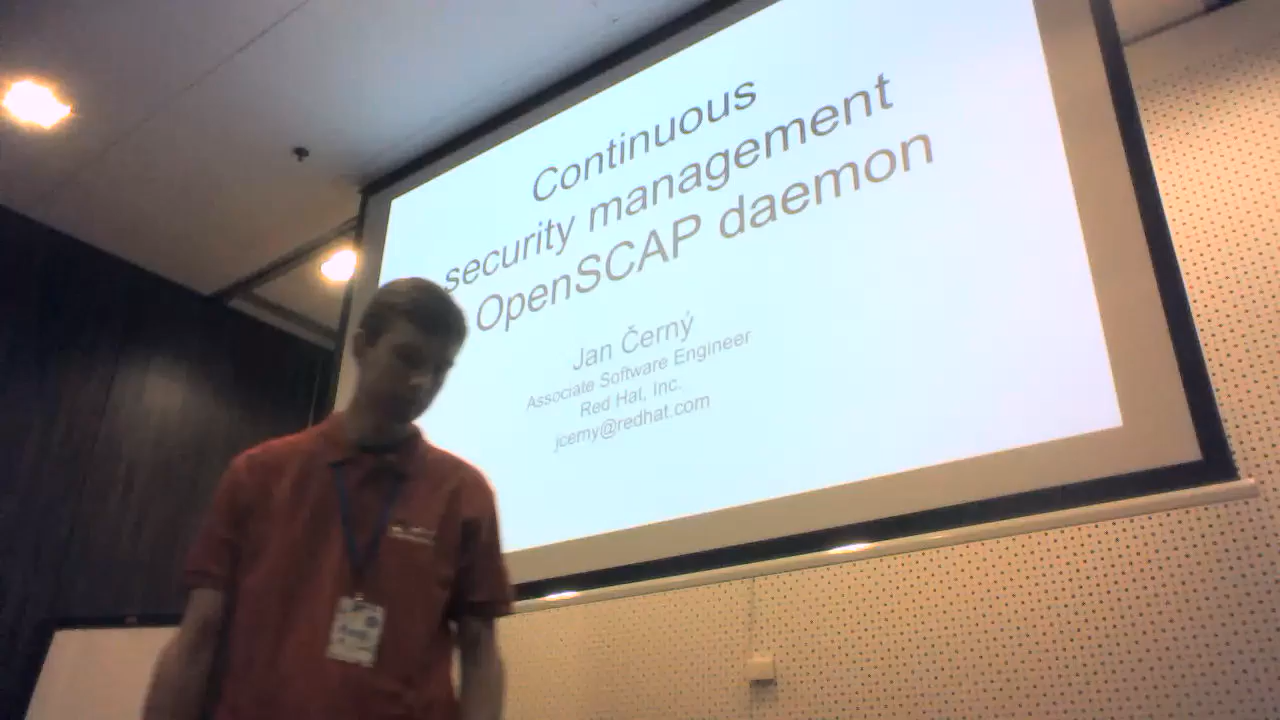 Continuous
security management
OpenSCAP daemon
Jan Černý
Associate Software Engineer
Red Hat, Inc.
jcerny@redhat.com